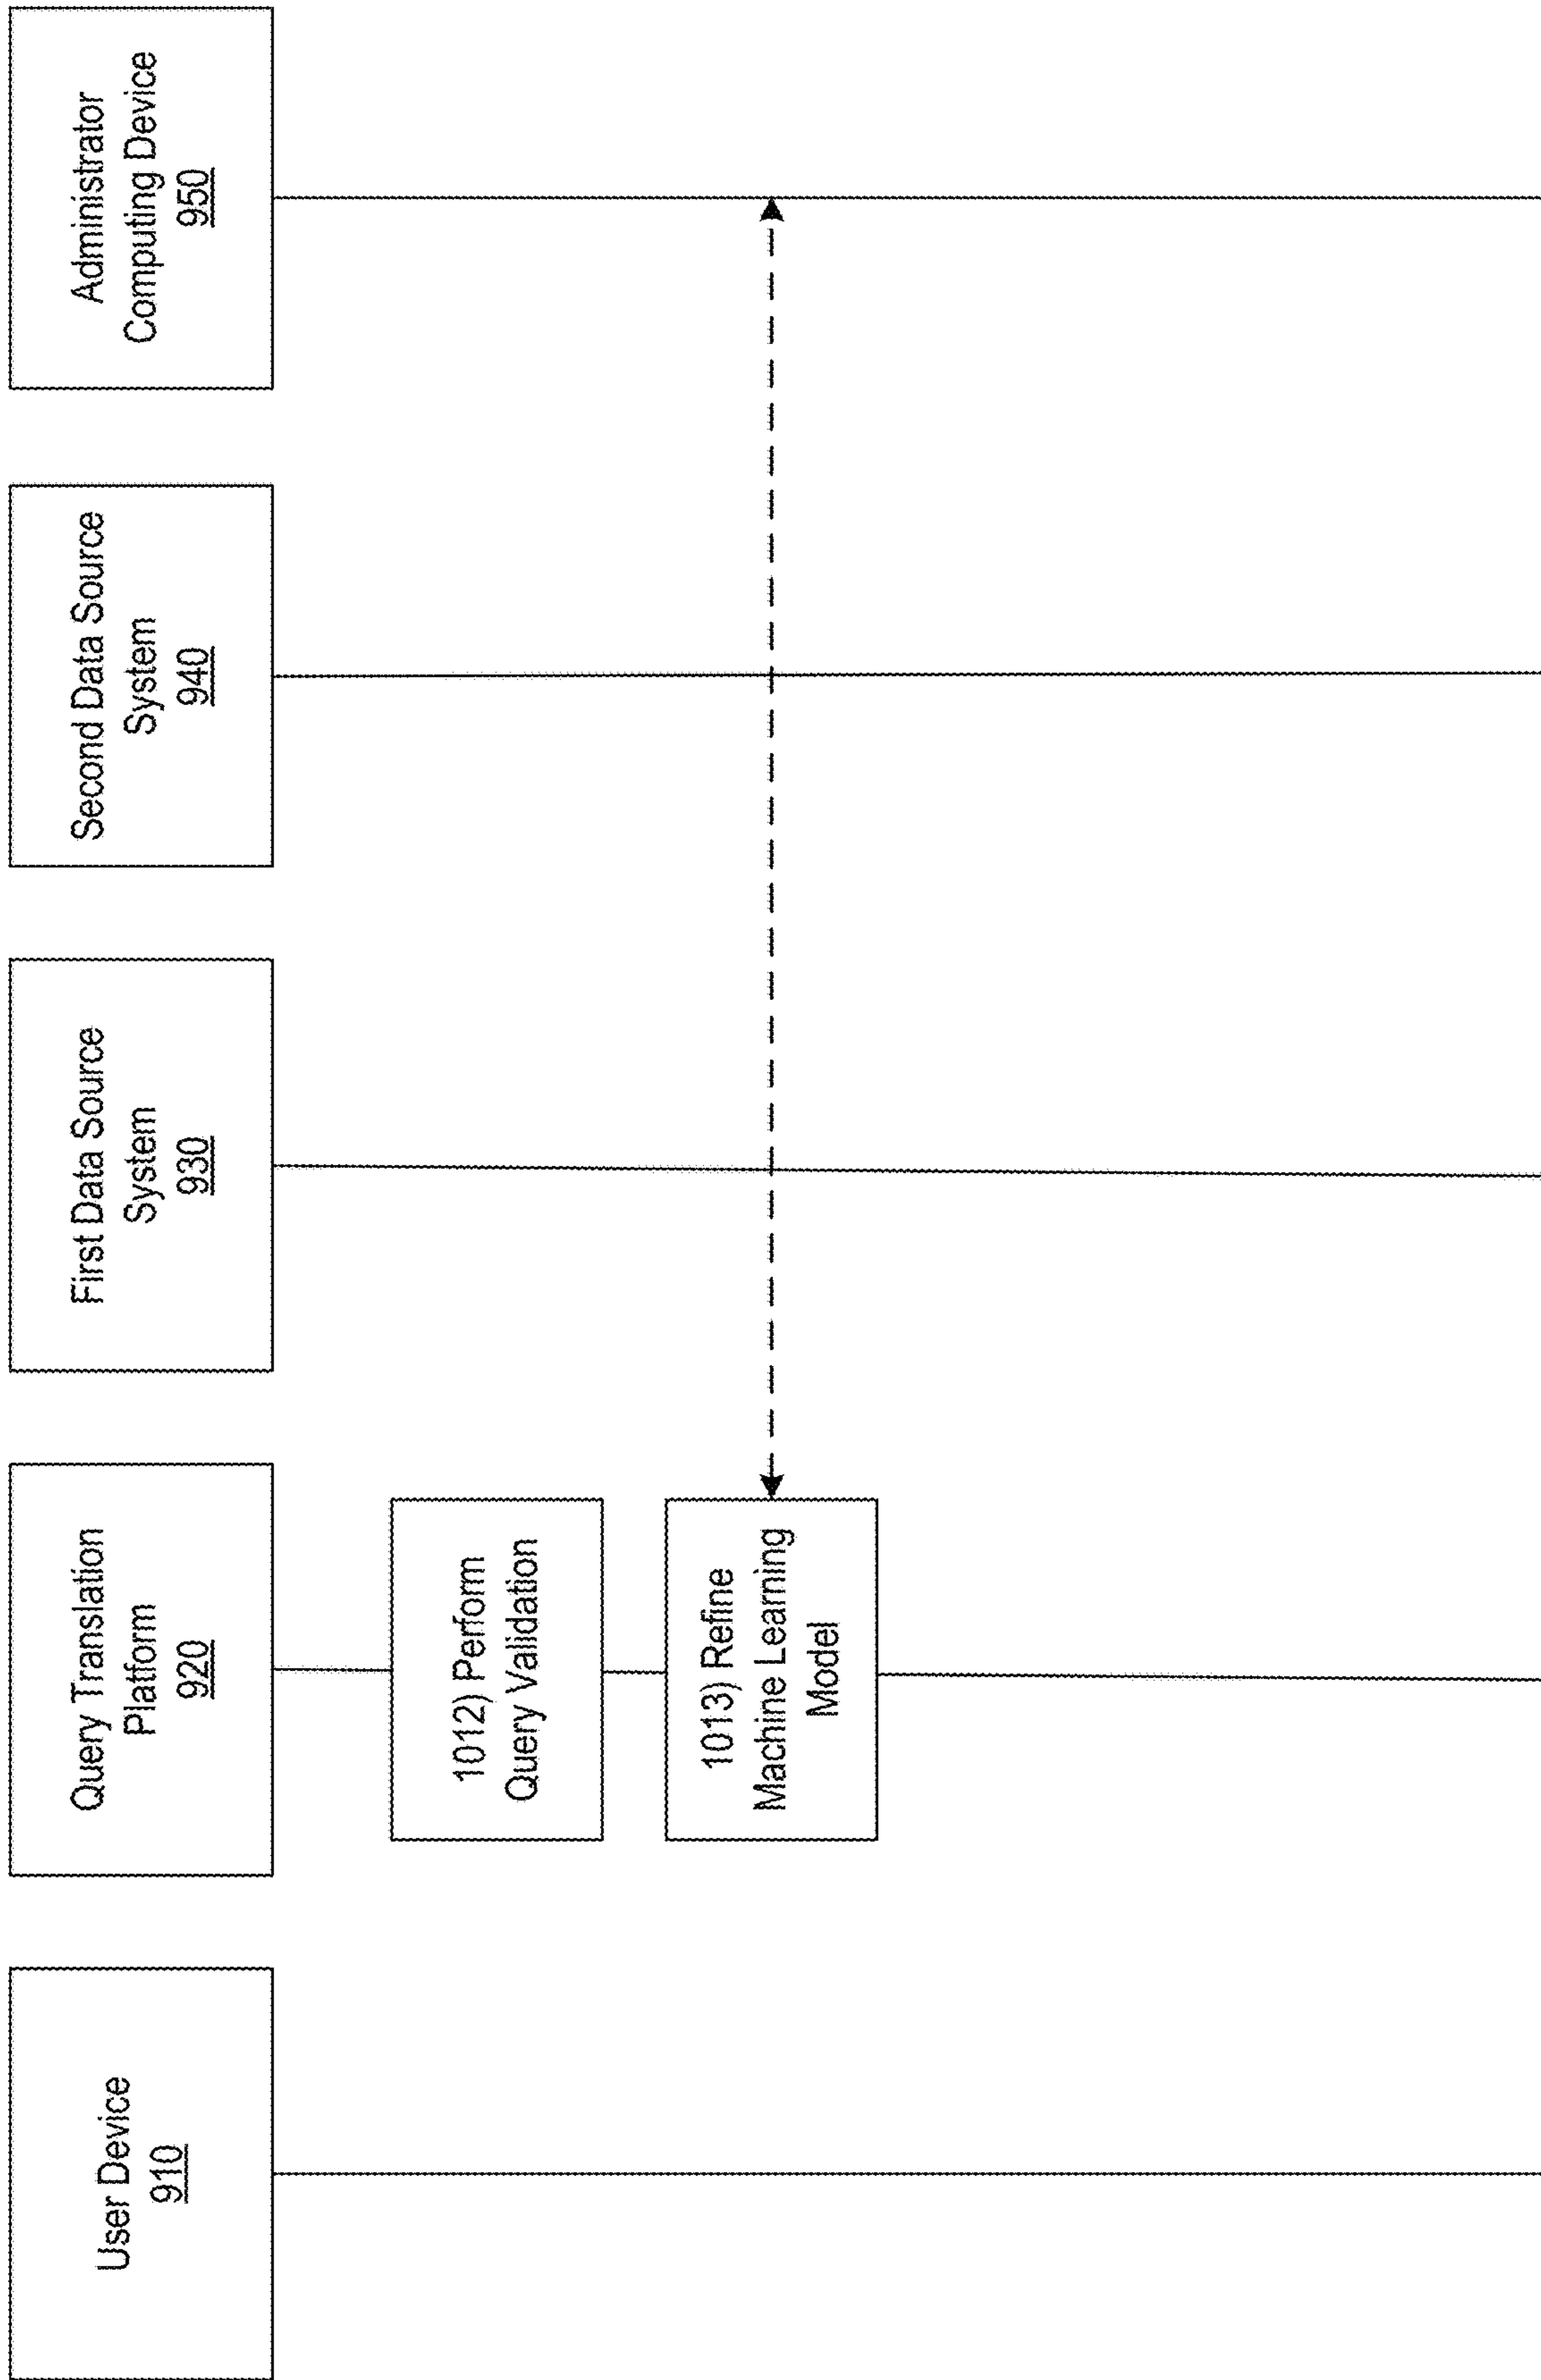 User Device
910
Query Translation
Platform
920
First Data Source
System
930
Second Data Source
System
940
Administrator
Computing Device
950
1012) Perform
Query Validation
1013) Refine
Machine Learning
Model